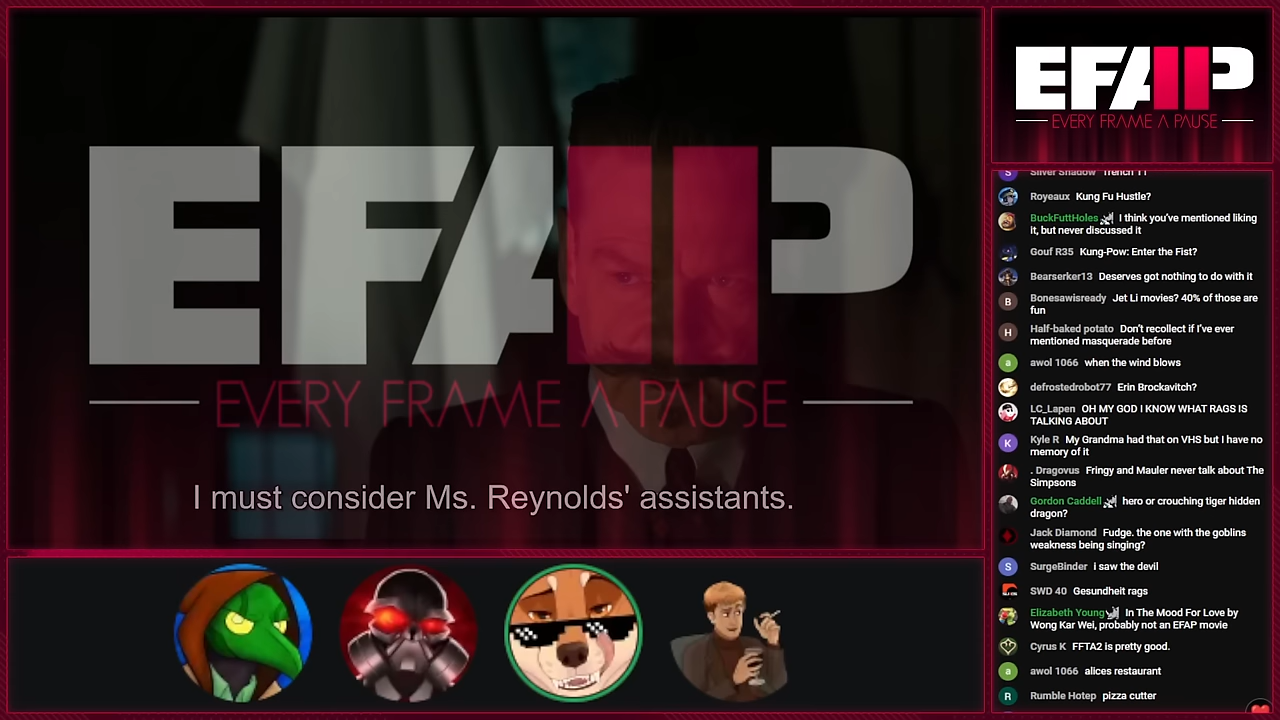 EFAP
EVERY FRAME A PAUSE
I must consider Ms. Reynolds' assistants.
EFAP
EVERY FRAME A PAUSE
S Silver Shadow Trench 11
Royeaux Kung Fu Hustle?
BuckFuttHoles I think you've mentioned liking
it, but never discussed it
Gouf R35 Kung-Pow: Enter the Fist?
Bearserker13 Deserves got nothing to do with it
B Bonesawisready Jet Li movies? 40% of those are
fun
H Half-baked potato Don't recollect if I've ever
mentioned masquerade before
a awol 1066 when the wind blows
defrostedrobot77 Erin Brockavitch?
LC_Lapen OH MY GOD I KNOW WHAT RAGS IS
TALKING ABOUT
K Kyle R My Grandma had that on VHS but I have no
memory of it
. Dragovus Fringy and Mauler never talk about The
Simpsons
Gordon Caddell hero or crouching tiger hidden
dragon?
Jack Diamond Fudge. the one with the goblins
weakness being singing?
S SurgeBinder i saw the devil
SWD 40 Gesundheit rags
Elizabeth Young In The Mood For Love by
Wong Kar Wei, probably not an EFAP movie
Cyrus K FFTA2 is pretty good.
a awol 1066 alices restaurant
R Rumble Hotep pizza cutter